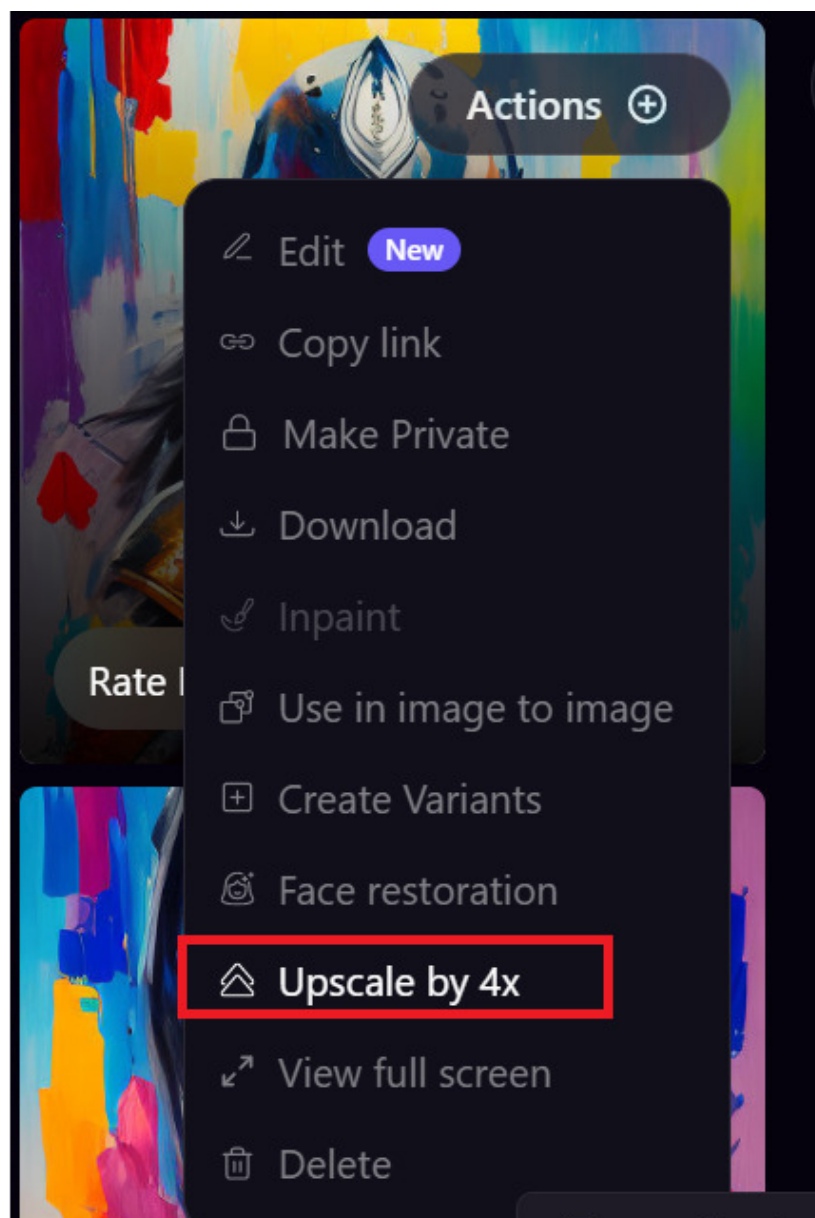 Actions
Edit New
Copy link
Make Private
Download
Inpaint
Rate
Use in image to image
Create Variants
Face restoration
Upscale by 4x
View full screen
Delete